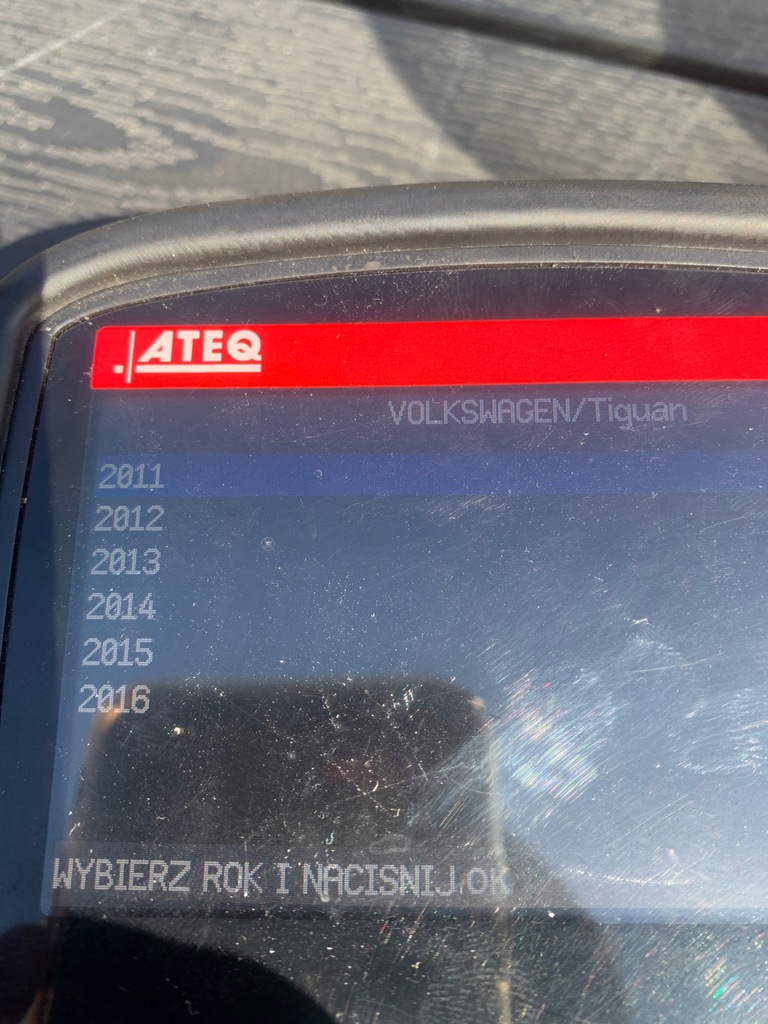 ATEQ
VOLKSWAGEN/Tiguan
2011
2012
2013
2014
2015
2016
WYBIERZ ROK I NACISNIJ OK